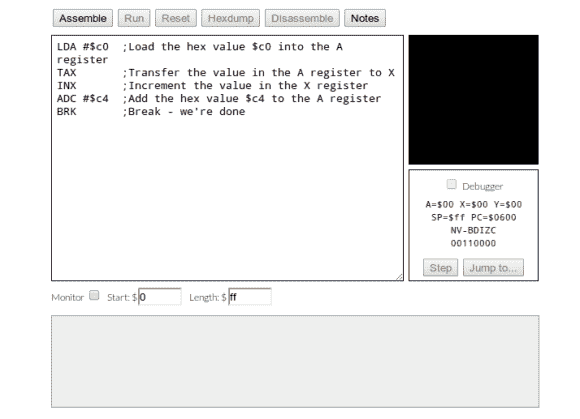 Assemble Run Reset Hexdump Disassemble Notes
LDA #$c0  ;Load the hex value $c0 into the A
register
TAX       ;Transfer the value in the A register to X
INX       ;Increment the value in the X register
ADC #$c4  ;Add the hex value $c4 to the A register
BRK       ;Break - we're done
Debugger
A=$00 X=$00 Y=$00
SP=$ff PC=$0600
NV-BDIZC
00110000
Step Jump to...
Monitor Start: $ 0 Length: $ ff